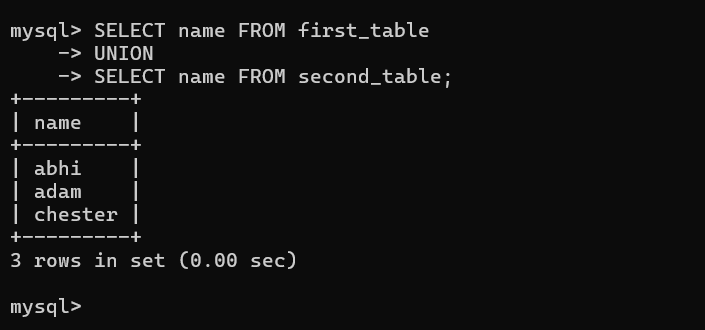 mysql> SELECT name FROM first_table
    -> UNION
    -> SELECT name FROM second_table;
+---------+
| name    |
+---------+
| abhi    |
| adam    |
| chester |
+---------+
3 rows in set (0.00 sec)

mysql>